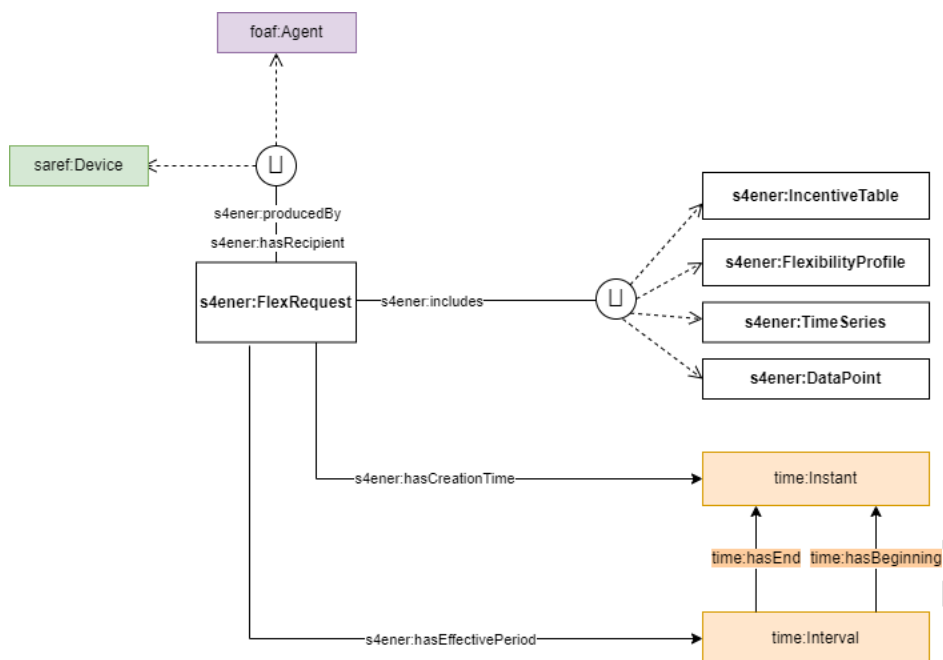 foaf:Agent
saref:Device
⊔
s4ener:producedBy
s4ener:hasRecipient
s4ener:IncentiveTable
s4ener:FlexibilityProfile
s4ener:FlexRequest
s4ener:includes
⊔
s4ener:TimeSeries
s4ener:DataPoint
s4ener:hasCreationTime
time:Instant
time:hasEnd
time:hasBeginning
s4ener:hasEffectivePeriod
time:Interval